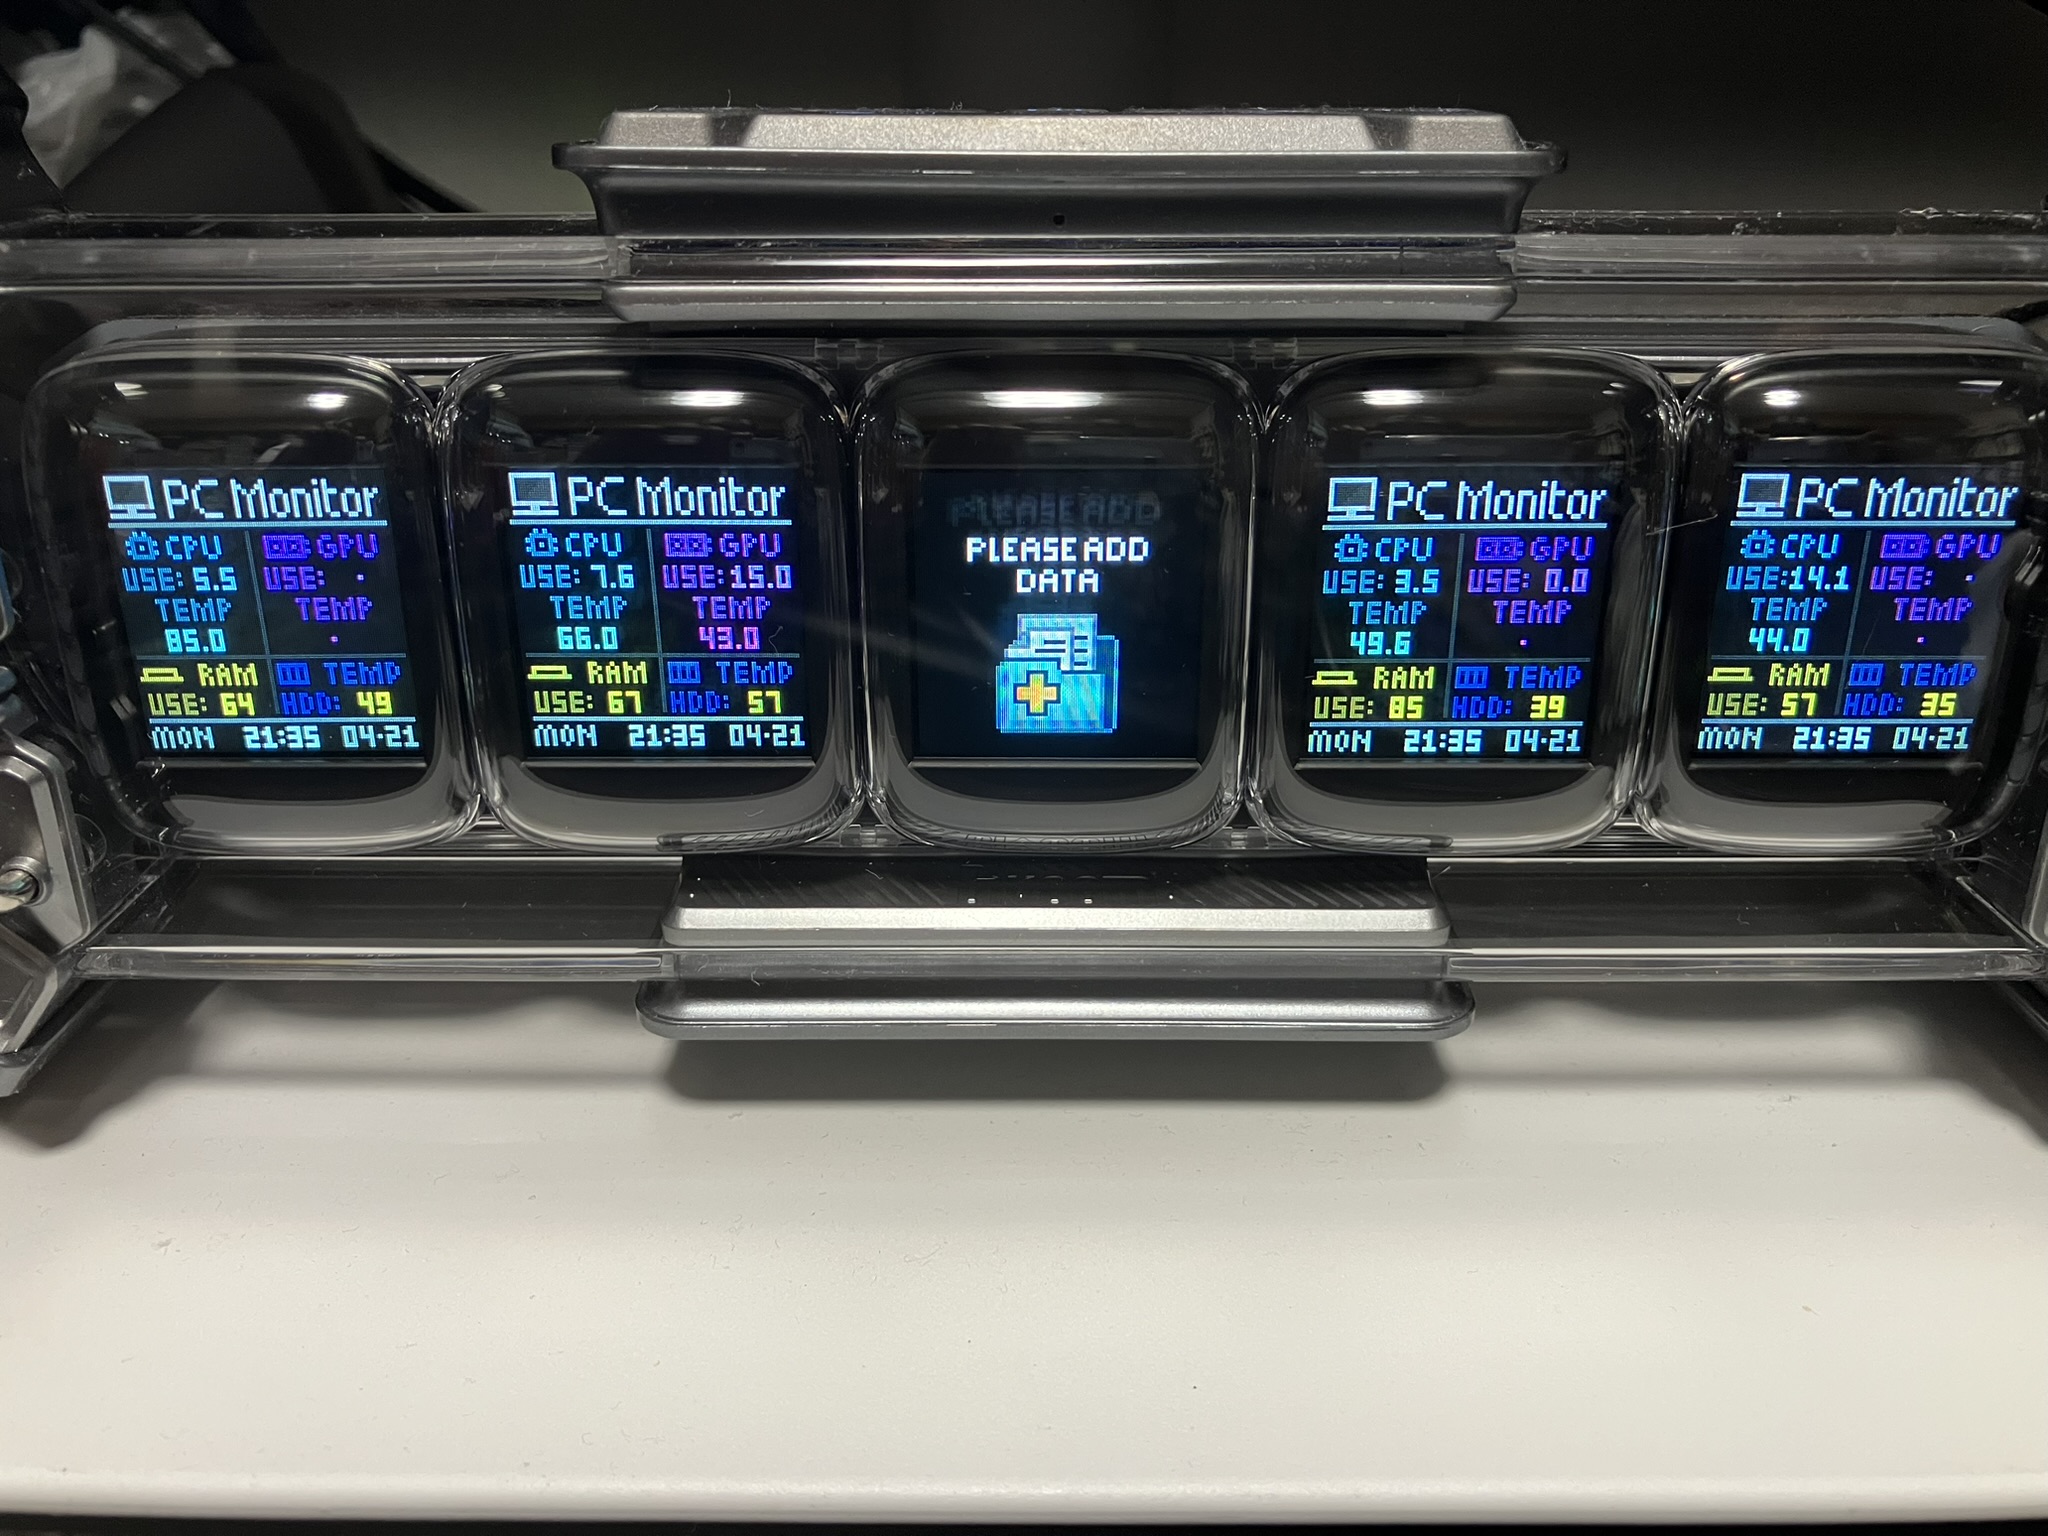 PC Monitor
CPU GPU
USE: 5.5 USE: .
TEMP TEMP
85.0 .
RAM TEMP
USE: 64 HDD: 49
MON 21:35 04-21
PC Monitor
CPU GPU
USE: 7.6 USE: 15.0
TEMP TEMP
66.0 43.0
RAM TEMP
USE: 67 HDD: 57
MON 21:35 04-21
PLEASE ADD
DATA
PC Monitor
CPU GPU
USE: 3.5 USE: 0.0
TEMP TEMP
49.6 .
RAM TEMP
USE: 85 HDD: 39
MON 21:35 04-21
PC Monitor
CPU GPU
USE:14.1 USE: .
TEMP TEMP
44.0 .
RAM TEMP
USE: 57 HDD: 35
MON 21:35 04-21